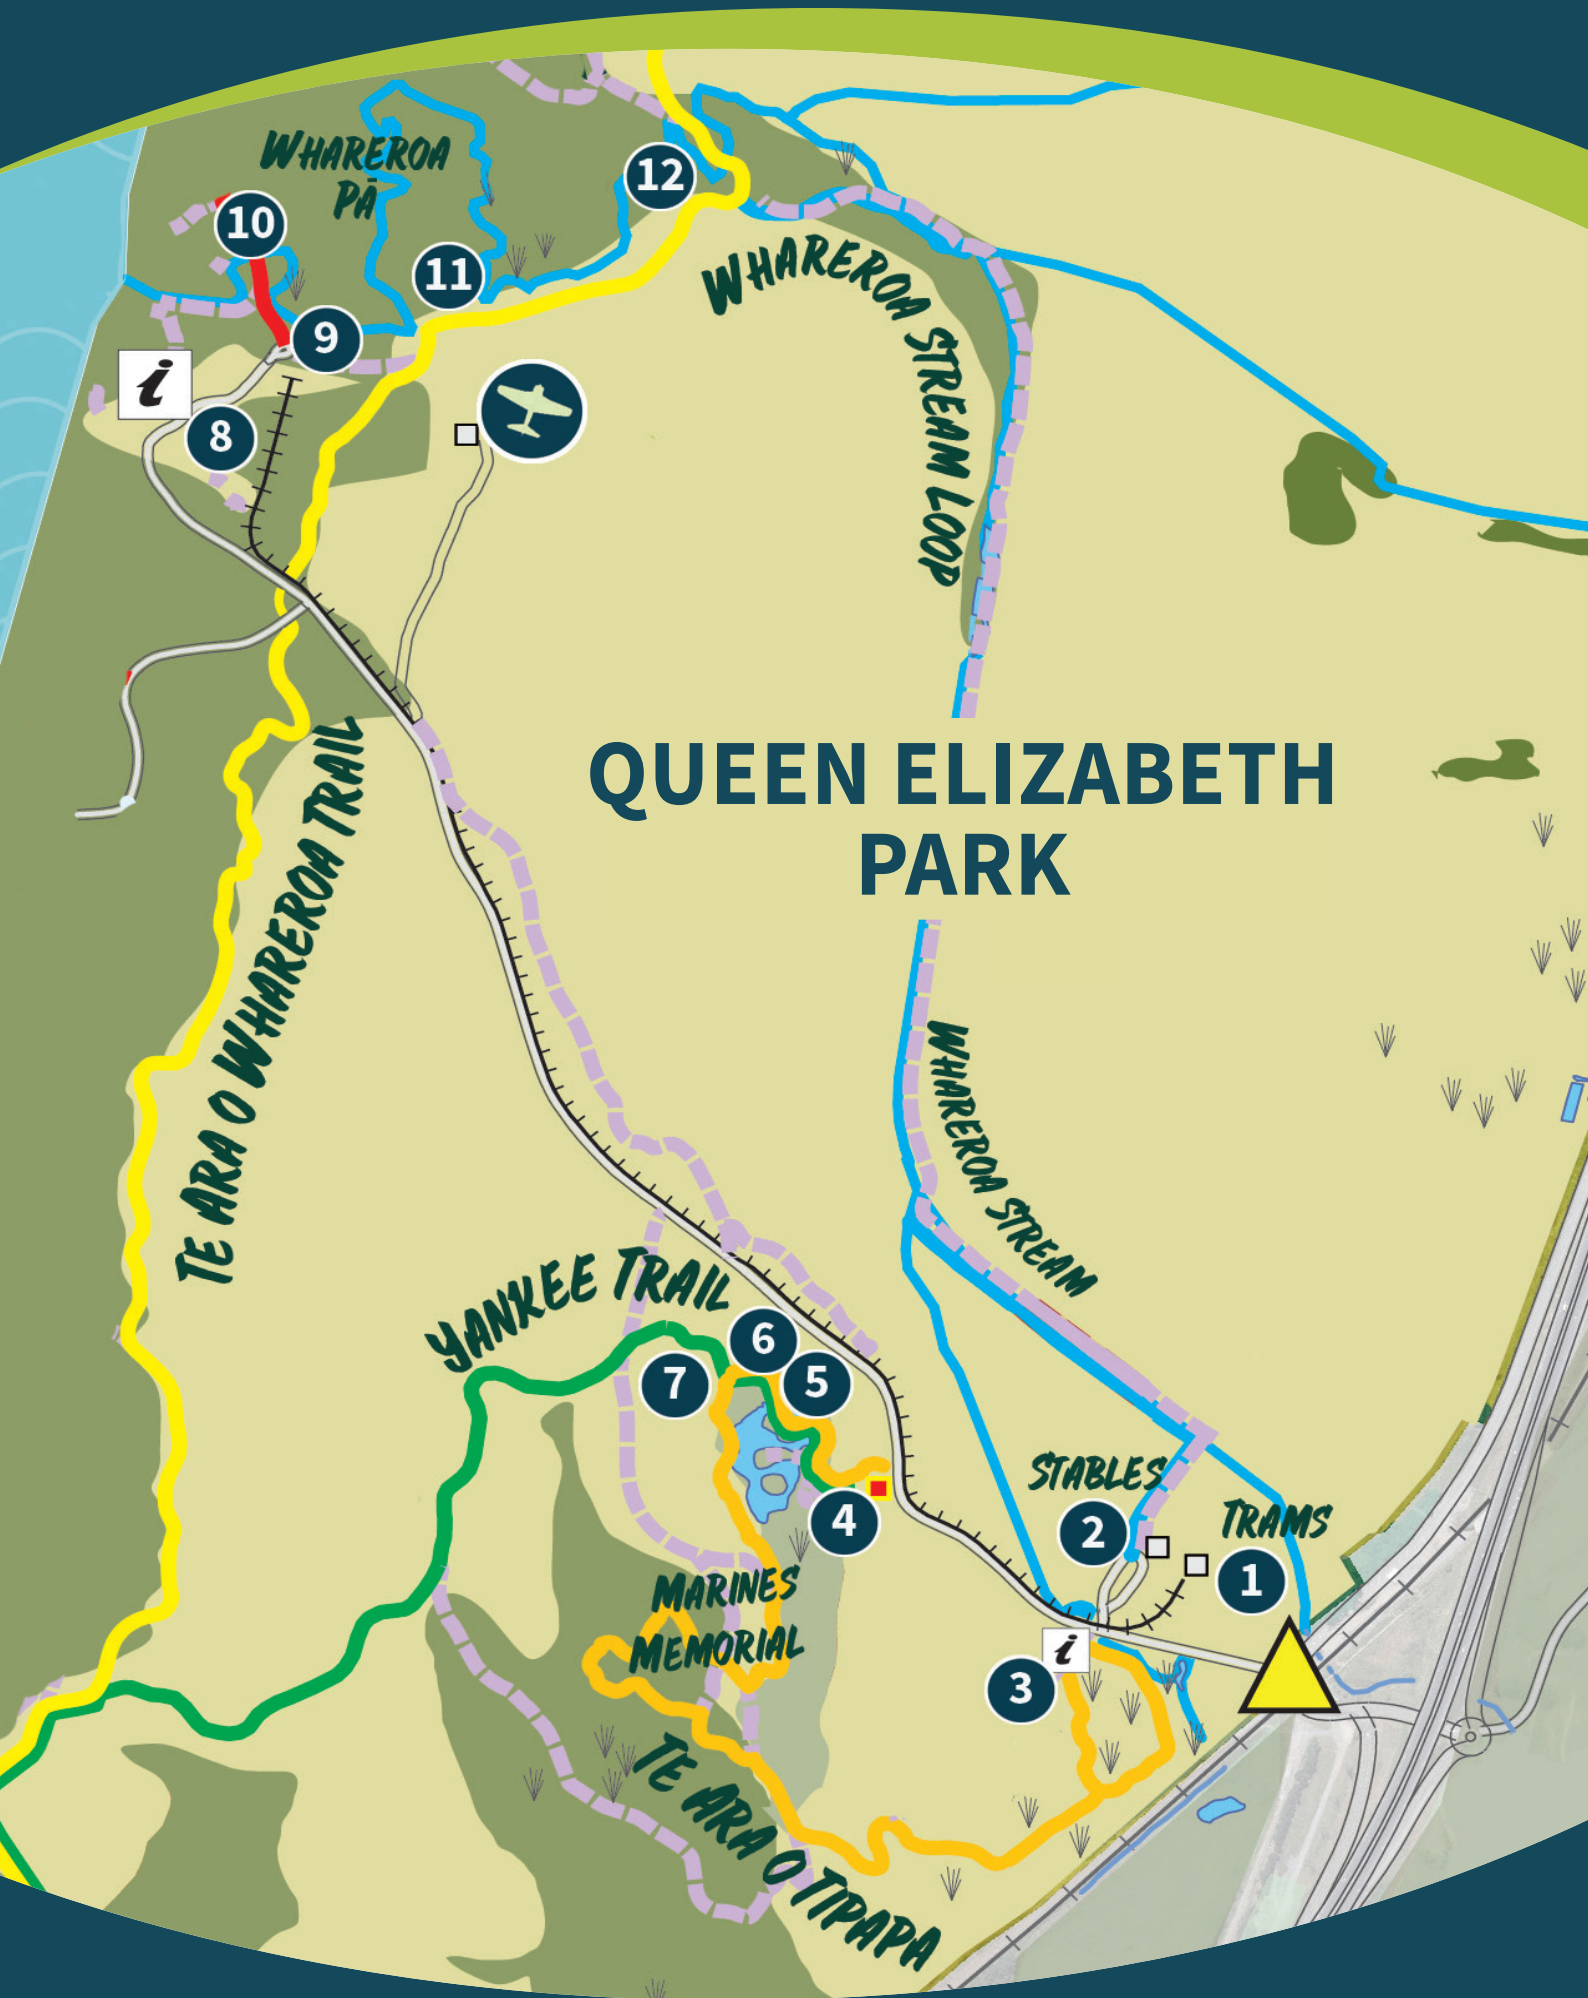 WHAREROA
PĀ
12
10
11
WHAREROA STREAM LOOP
9
i
8
QUEEN ELIZABETH
PARK
TE ARA O WHAREROA TRAIL
WHAREROA STREAM
YANKEE TRAIL
6
7
5
STABLES
4
2
TRAMS
1
MARINES
MEMORIAL
i
3
TE ARA O TIPAPA